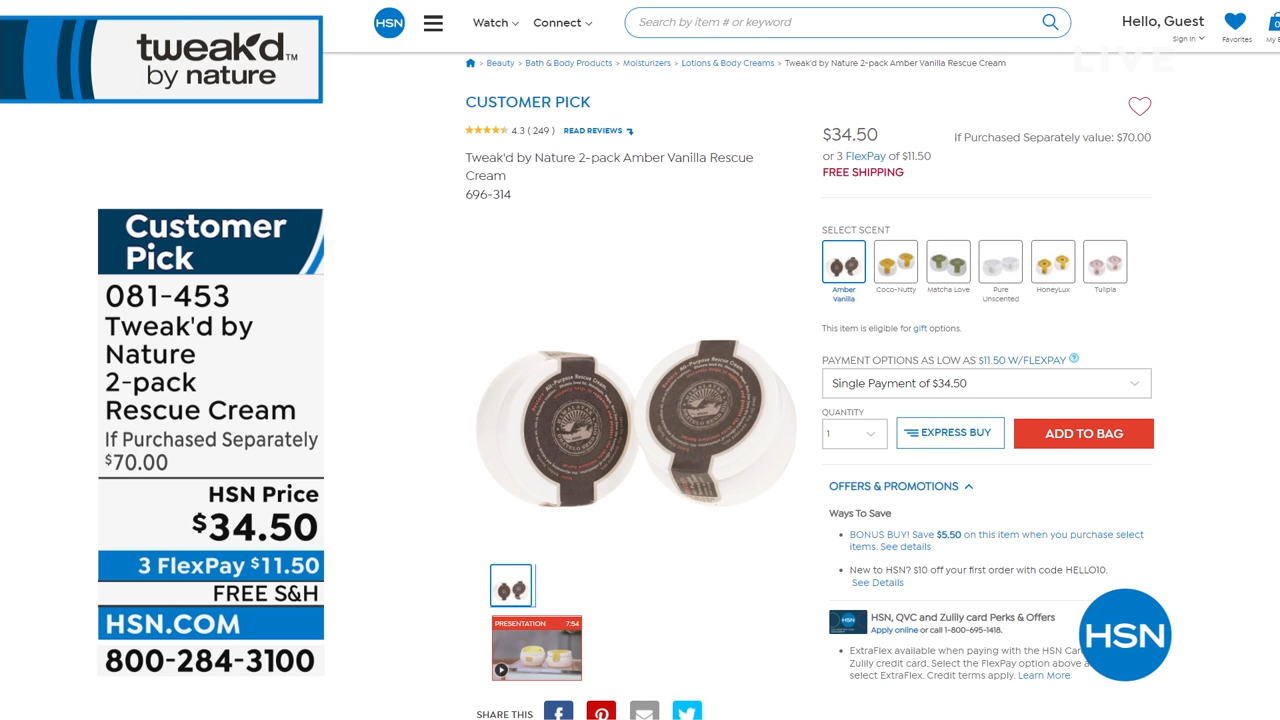 tweak'd™
by nature
Customer
Pick
081-453
Tweak'd by
Nature
2-pack
Rescue Cream
If Purchased Separately
$70.00
HSN Price
$34.50
3 FlexPay $11.50
FREE S&H
HSN.COM
800-284-3100
HSN
Watch
Connect
Search by item # or keyword
Hello, Guest
Sign In
Favorites
0
LIVE
> Beauty > Bath & Body Products > Moisturizers > Lotions & Body Creams > Tweak'd by Nature 2-pack Amber Vanilla Rescue Cream
CUSTOMER PICK
4.3 ( 249 ) READ REVIEWS
Tweak'd by Nature 2-pack Amber Vanilla Rescue
Cream
696-314
$34.50
If Purchased Separately value: $70.00
or 3 FlexPay of $11.50
FREE SHIPPING
SELECT SCENT
Amber
Vanilla
Coco-Nutty
Matcha Love
Pure
Unscented
HoneyLux
Tulipia
This item is eligible for gift options.
PAYMENT OPTIONS AS LOW AS $11.50 W/FLEXPAY ?
Single Payment of $34.50
QUANTITY
1
EXPRESS BUY
ADD TO BAG
OFFERS & PROMOTIONS
Ways To Save
• BONUS BUY! Save $5.50 on this item when you purchase select
items. See details
• New to HSN? $10 off your first order with code HELLO10.
See Details
HSN, QVC and Zulily card Perks & Offers
Apply online or call 1-800-695-1418.
• ExtraFlex available when paying with the HSN
Zulily credit card. Select the FlexPay option above
select ExtraFlex. Credit terms apply. Learn More
HSN
PRESENTATION 7:54
SHARE THIS